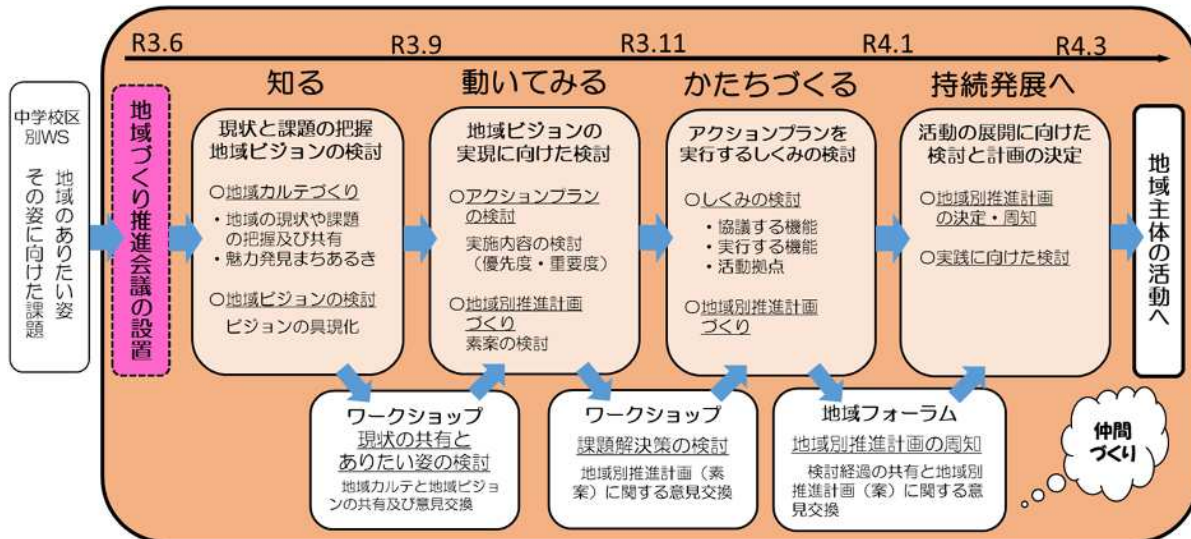 R3.6
R3.9
R3.11
R4.1
R4.3
中学校区
別WS
地域のありたい姿
その姿に向けた課題
地域づくり推進会議の設置
知る
現状と課題の把握
地域ビジョンの検討
○地域カルテづくり
・地域の現状や課題
の把握及び共有
・魅力発見まちあるき
○地域ビジョンの検討
ビジョンの具現化
動いてみる
地域ビジョンの
実現に向けた検討
○アクションプラン
の検討
実施内容の検討
（優先度・重要度）
○地域別推進計画
づくり
素案の検討
かたちづくる
アクションプランを
実行するしくみの検討
○しくみの検討
・協議する機能
・実行する機能
・活動拠点
○地域別推進計画
づくり
持続発展へ
活動の展開に向けた
検討と計画の決定
○地域別推進計画
の決定・周知
○実践に向けた検討
地域主体の活動へ
ワークショップ
現状の共有と
ありたい姿の検討
地域カルテと地域ビジョ
ンの共有及び意見交換
ワークショップ
課題解決策の検討
地域別推進計画（素
案）に関する意見交換
地域フォーラム
地域別推進計画の周知
検討経過の共有と地域別
推進計画（案）に関する意
見交換
仲間
づくり